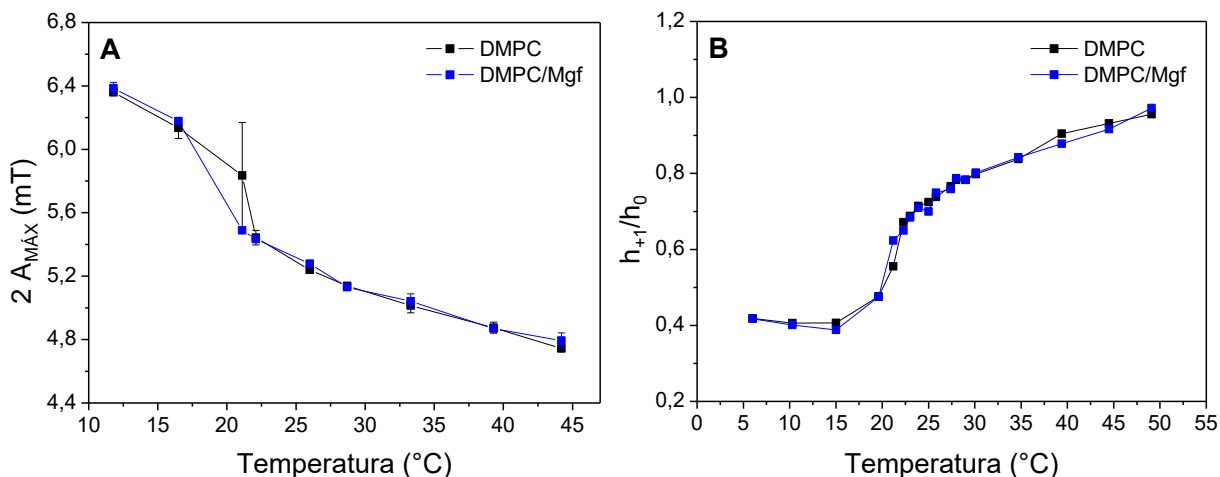 A
DMPC
DMPC/Mgf
6,8
6,4
6,0
5,6
5,2
4,8
4,4
2 A_MÁX (mT)
10 15 20 25 30 35 40 45
Temperatura (°C)
B
DMPC
DMPC/Mgf
1,2
1,0
0,8
0,6
0,4
0,2
h_+1/h_0
0 5 10 15 20 25 30 35 40 45 50 55
Temperatura (°C)